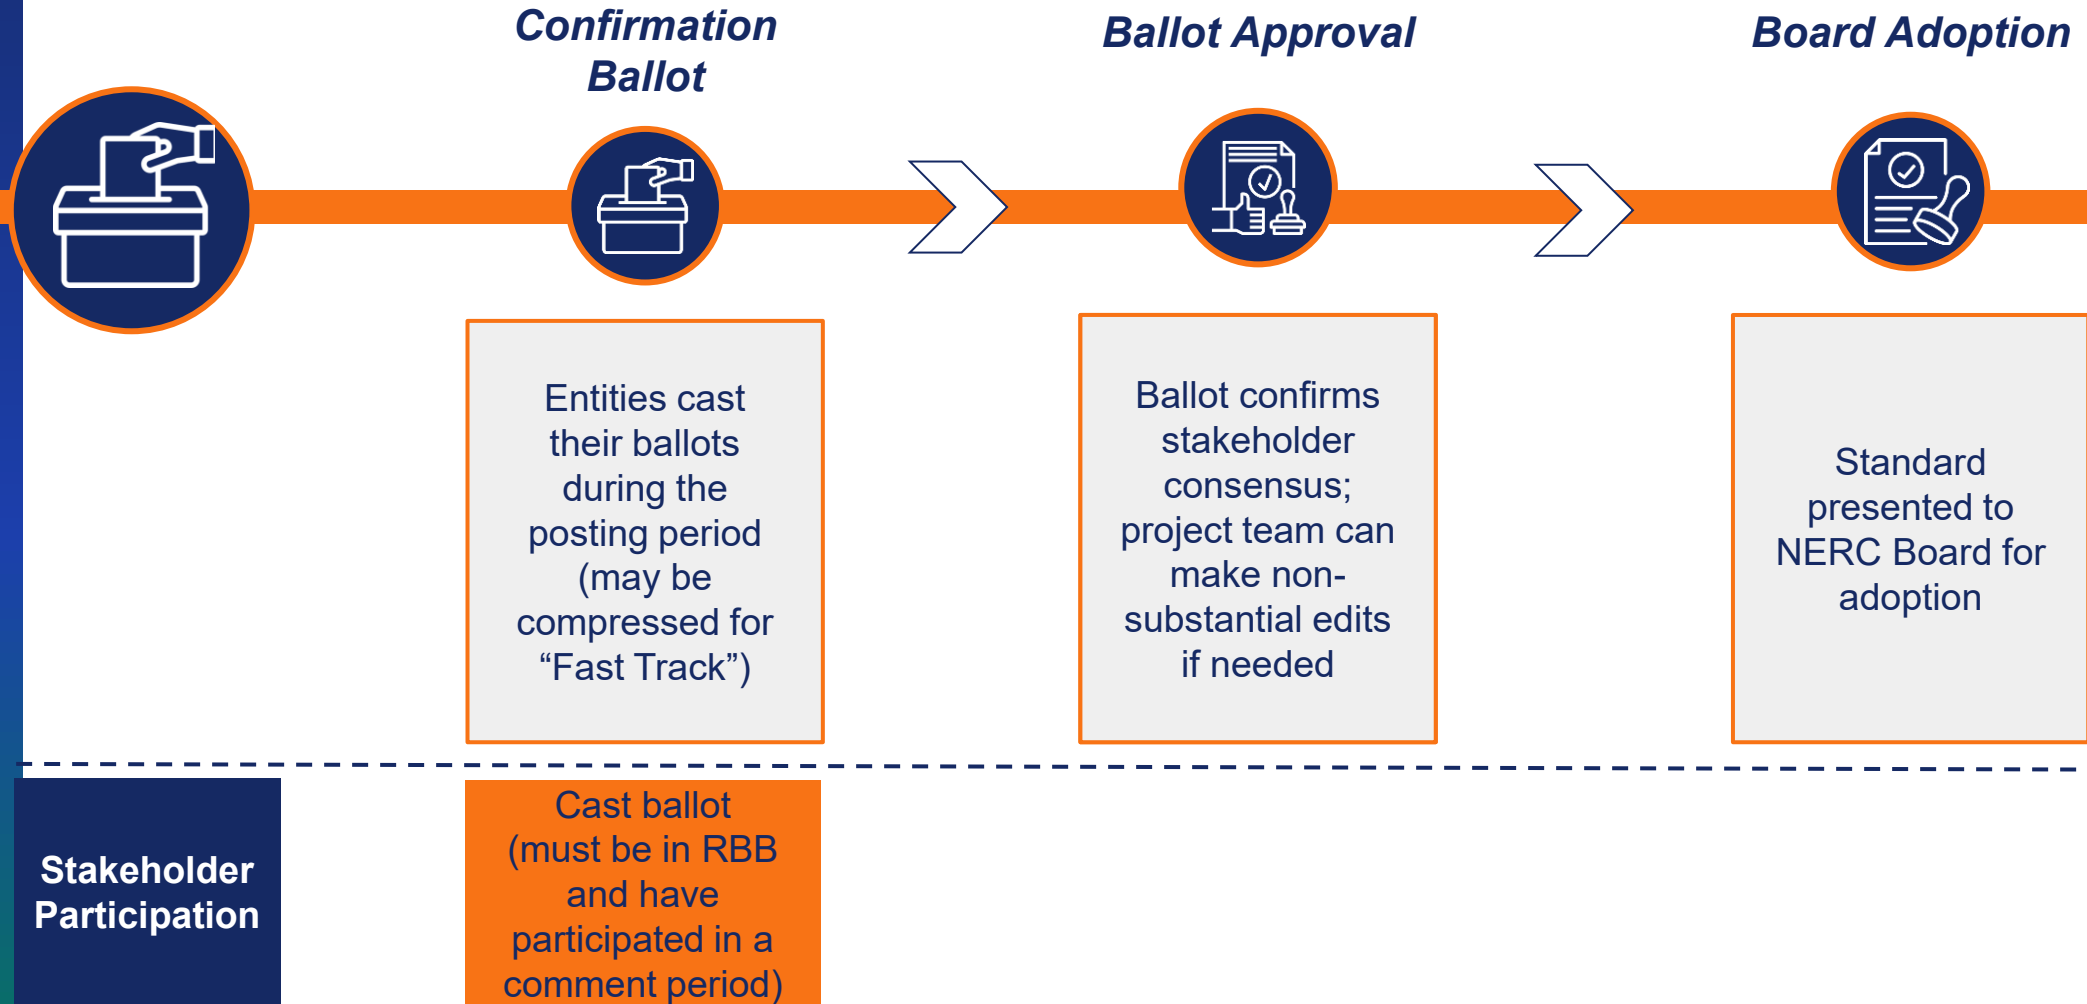 Confirmation
Ballot
Ballot Approval
Board Adoption
Entities cast
their ballots
during the
posting period
(may be
compressed for
“Fast Track”)
Ballot confirms
stakeholder
consensus;
project team can
make non-
substantial edits
if needed
Standard
presented to
NERC Board for
adoption
Stakeholder
Participation
Cast ballot
(must be in RBB
and have
participated in a
comment period)